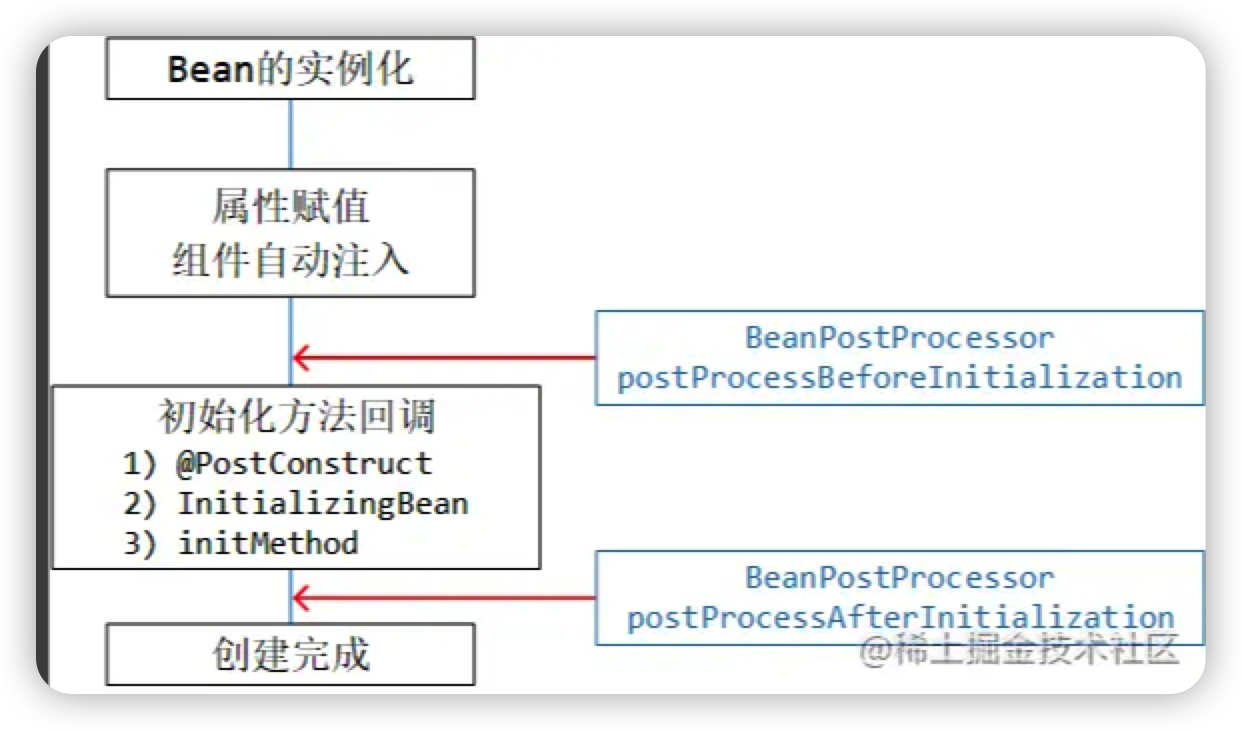 Bean的实例化
属性赋值
组件自动注入
BeanPostProcessor
postProcessBeforeInitialization
初始化方法回调
1) @PostConstruct
2) InitializingBean
3) initMethod
BeanPostProcessor
postProcessAfterInitialization
创建完成
@稀土掘金技术社区